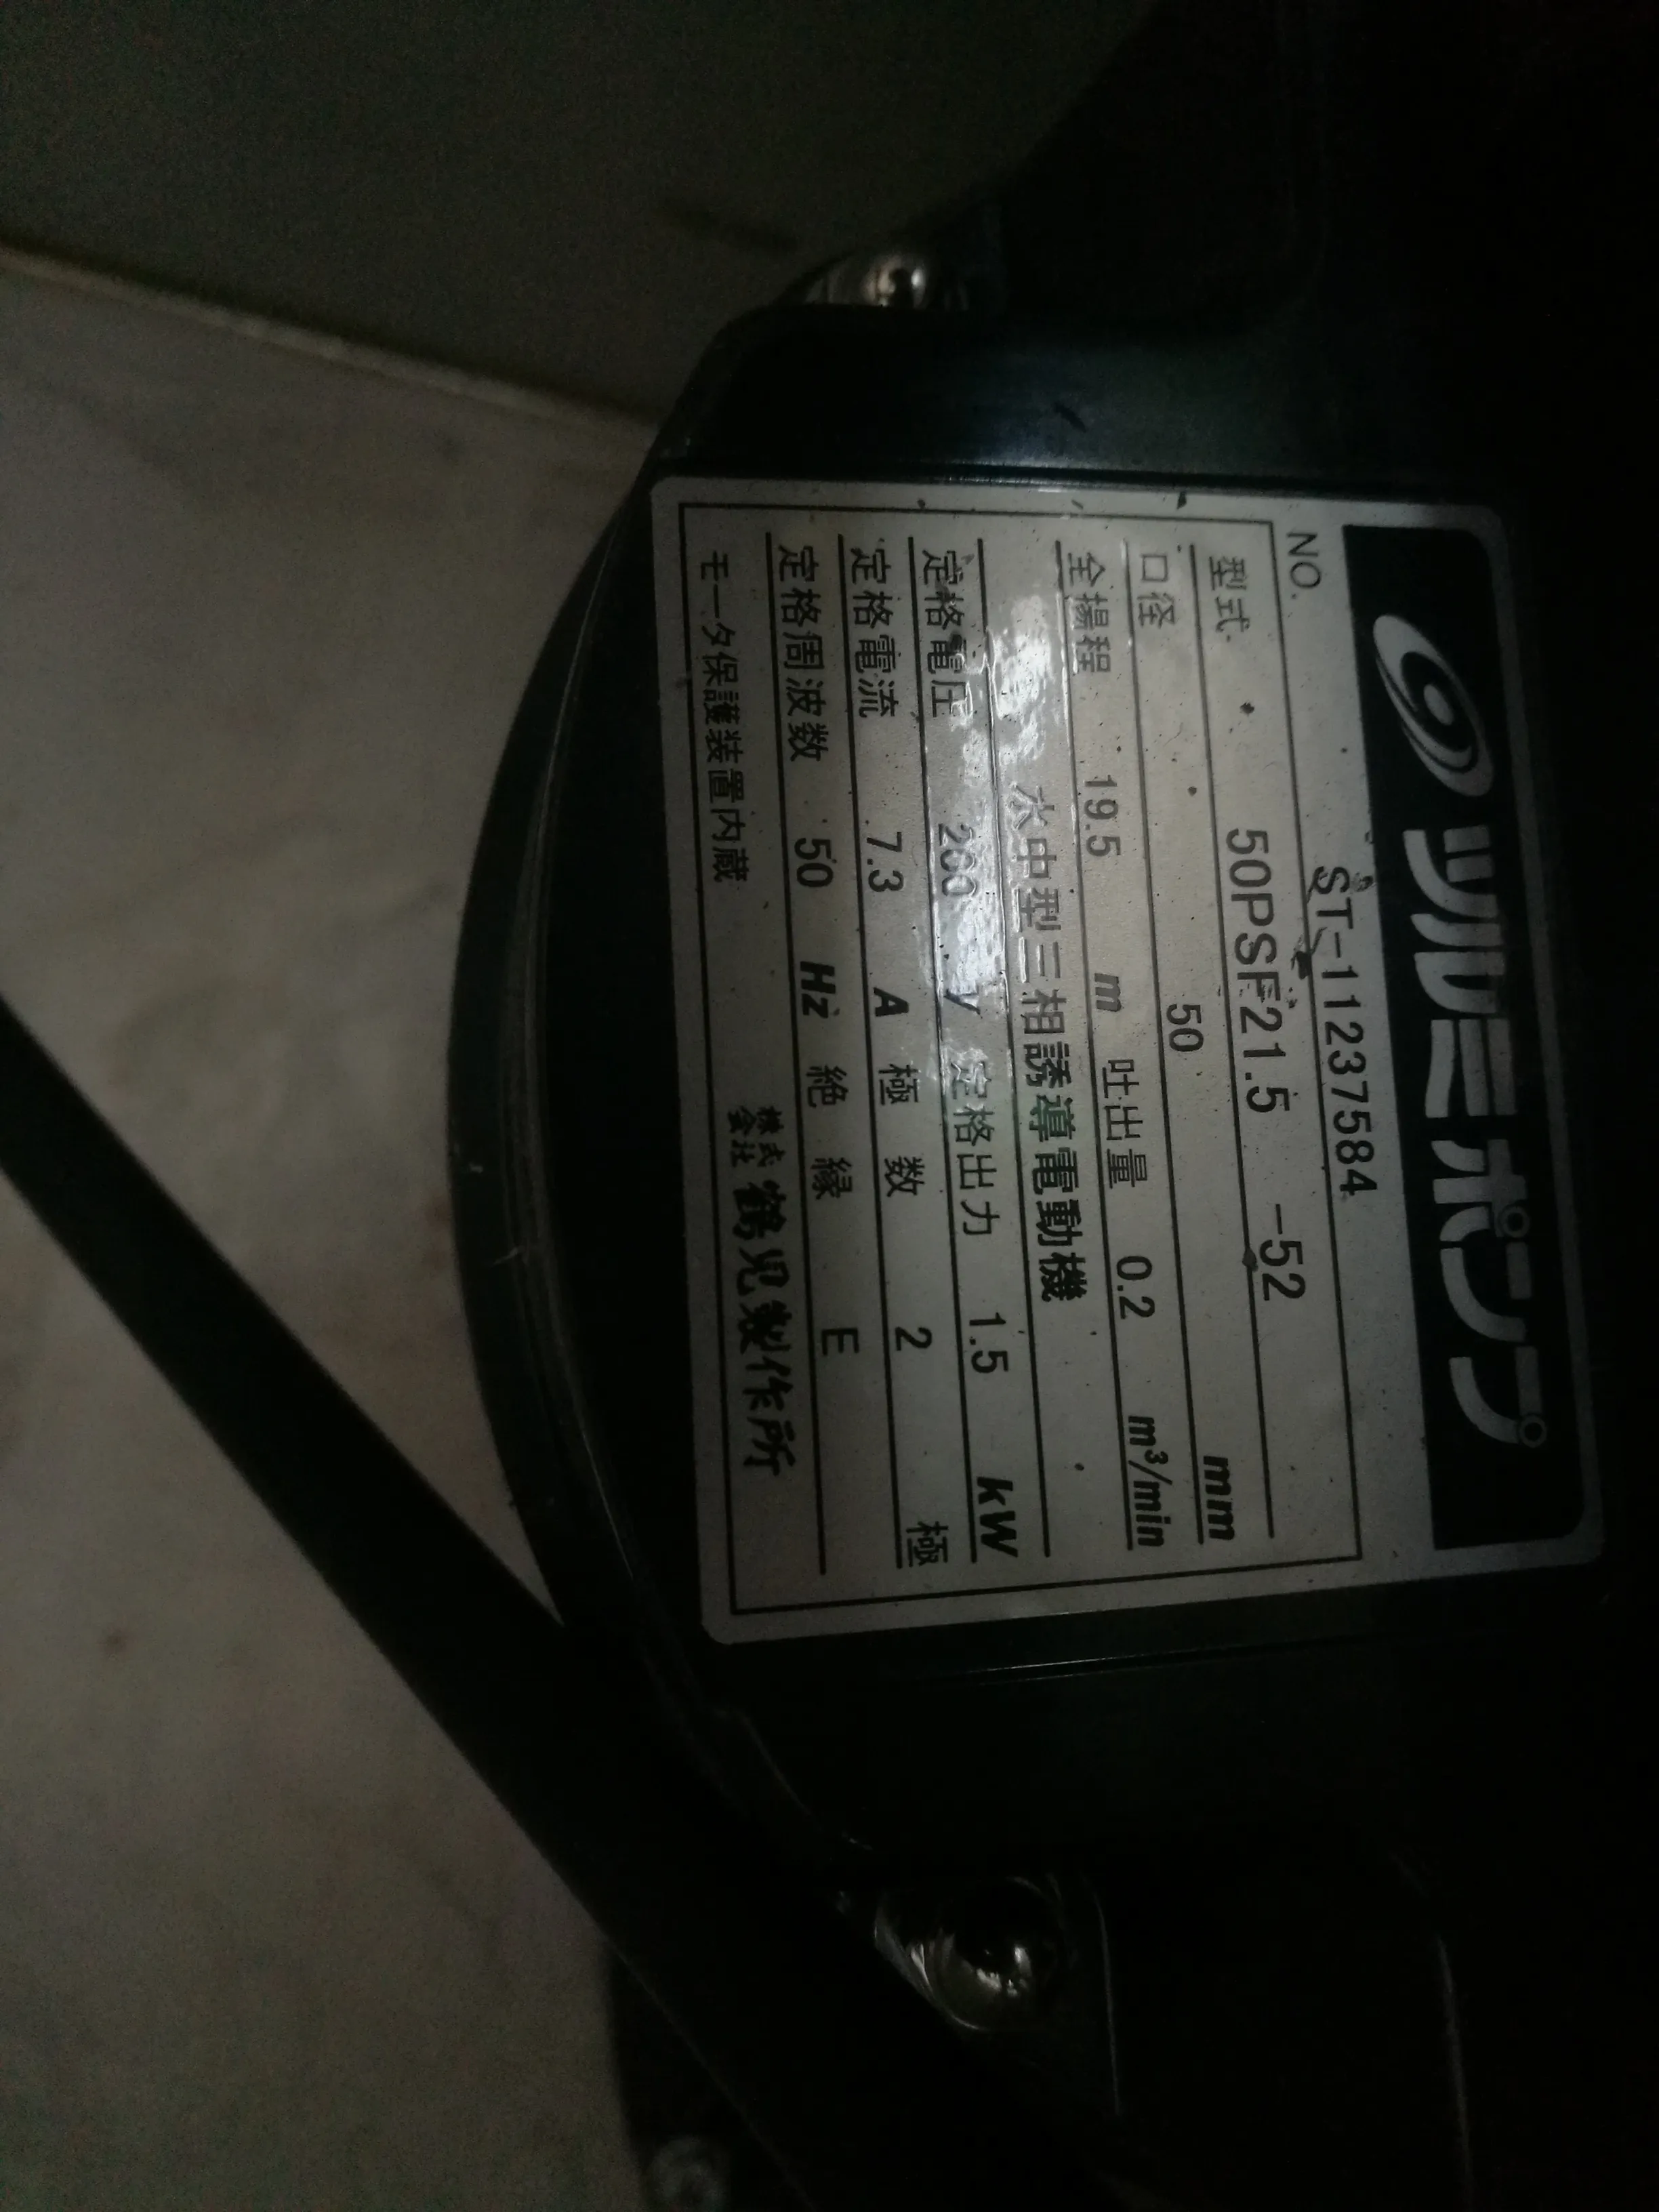 ツルミポンプ
NO. ST-11237584
型式 50PSF21.5 -52
口径 50 mm
全揚程 19.5 m 吐出量 0.2 m³/min
水中型三相誘導電動機
定格電圧 200 V 定格出力 1.5 kW
定格電流 7.3 A 極数 2 極
定格周波数 50 Hz 絶縁 E
モータ保護装置内蔵
株式会社 鶴見製作所